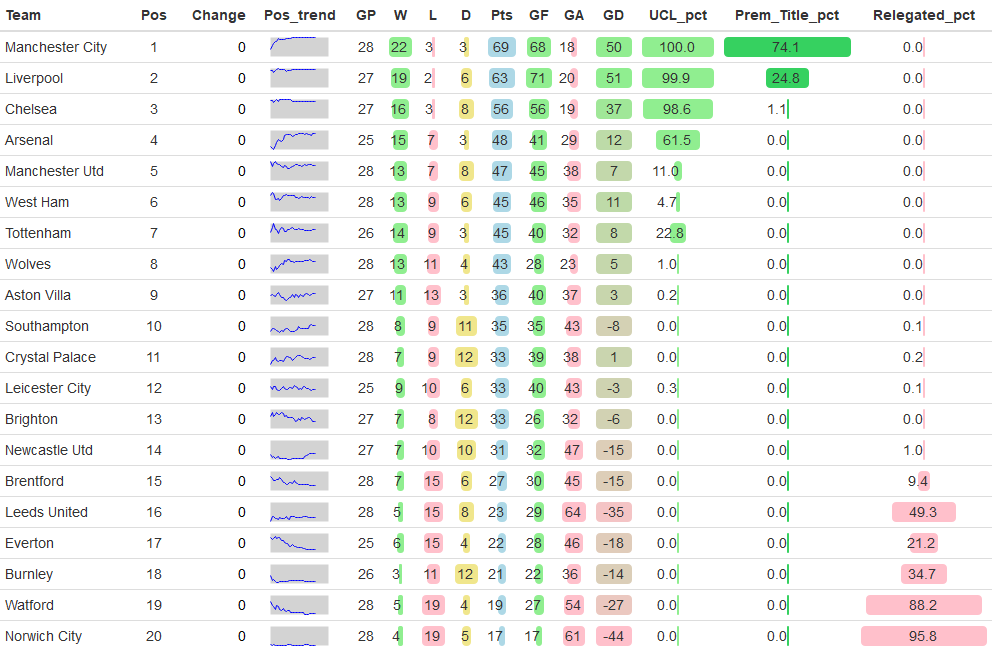 Team Pos Change Pos_trend GP W L D Pts GF GA GD UCL_pct Prem_Title_pct Relegated_pct
Manchester City 1 0 28 22 3 3 69 68 18 50 100.0 74.1 0.0
Liverpool 2 0 27 19 2 6 63 71 20 51 99.9 24.8 0.0
Chelsea 3 0 27 16 3 8 56 56 19 37 98.6 1.1 0.0
Arsenal 4 0 25 15 7 3 48 41 29 12 61.5 0.0 0.0
Manchester Utd 5 0 28 13 7 8 47 45 38 7 11.0 0.0 0.0
West Ham 6 0 28 13 9 6 45 46 35 11 4.7 0.0 0.0
Tottenham 7 0 26 14 9 3 45 40 32 8 22.8 0.0 0.0
Wolves 8 0 28 13 11 4 43 28 23 5 1.0 0.0 0.0
Aston Villa 9 0 27 11 13 3 36 40 37 3 0.2 0.0 0.0
Southampton 10 0 28 8 9 11 35 35 43 -8 0.0 0.0 0.1
Crystal Palace 11 0 28 7 9 12 33 39 38 1 0.0 0.0 0.2
Leicester City 12 0 25 9 10 6 33 40 43 -3 0.3 0.0 0.1
Brighton 13 0 27 7 8 12 33 26 32 -6 0.0 0.0 0.0
Newcastle Utd 14 0 27 7 10 10 31 32 47 -15 0.0 0.0 1.0
Brentford 15 0 28 7 15 6 27 30 45 -15 0.0 0.0 9.4
Leeds United 16 0 28 5 15 8 23 29 64 -35 0.0 0.0 49.3
Everton 17 0 25 6 15 4 22 28 46 -18 0.0 0.0 21.2
Burnley 18 0 26 3 11 12 21 22 36 -14 0.0 0.0 34.7
Watford 19 0 28 5 19 4 19 27 54 -27 0.0 0.0 88.2
Norwich City 20 0 28 4 19 5 17 17 61 -44 0.0 0.0 95.8